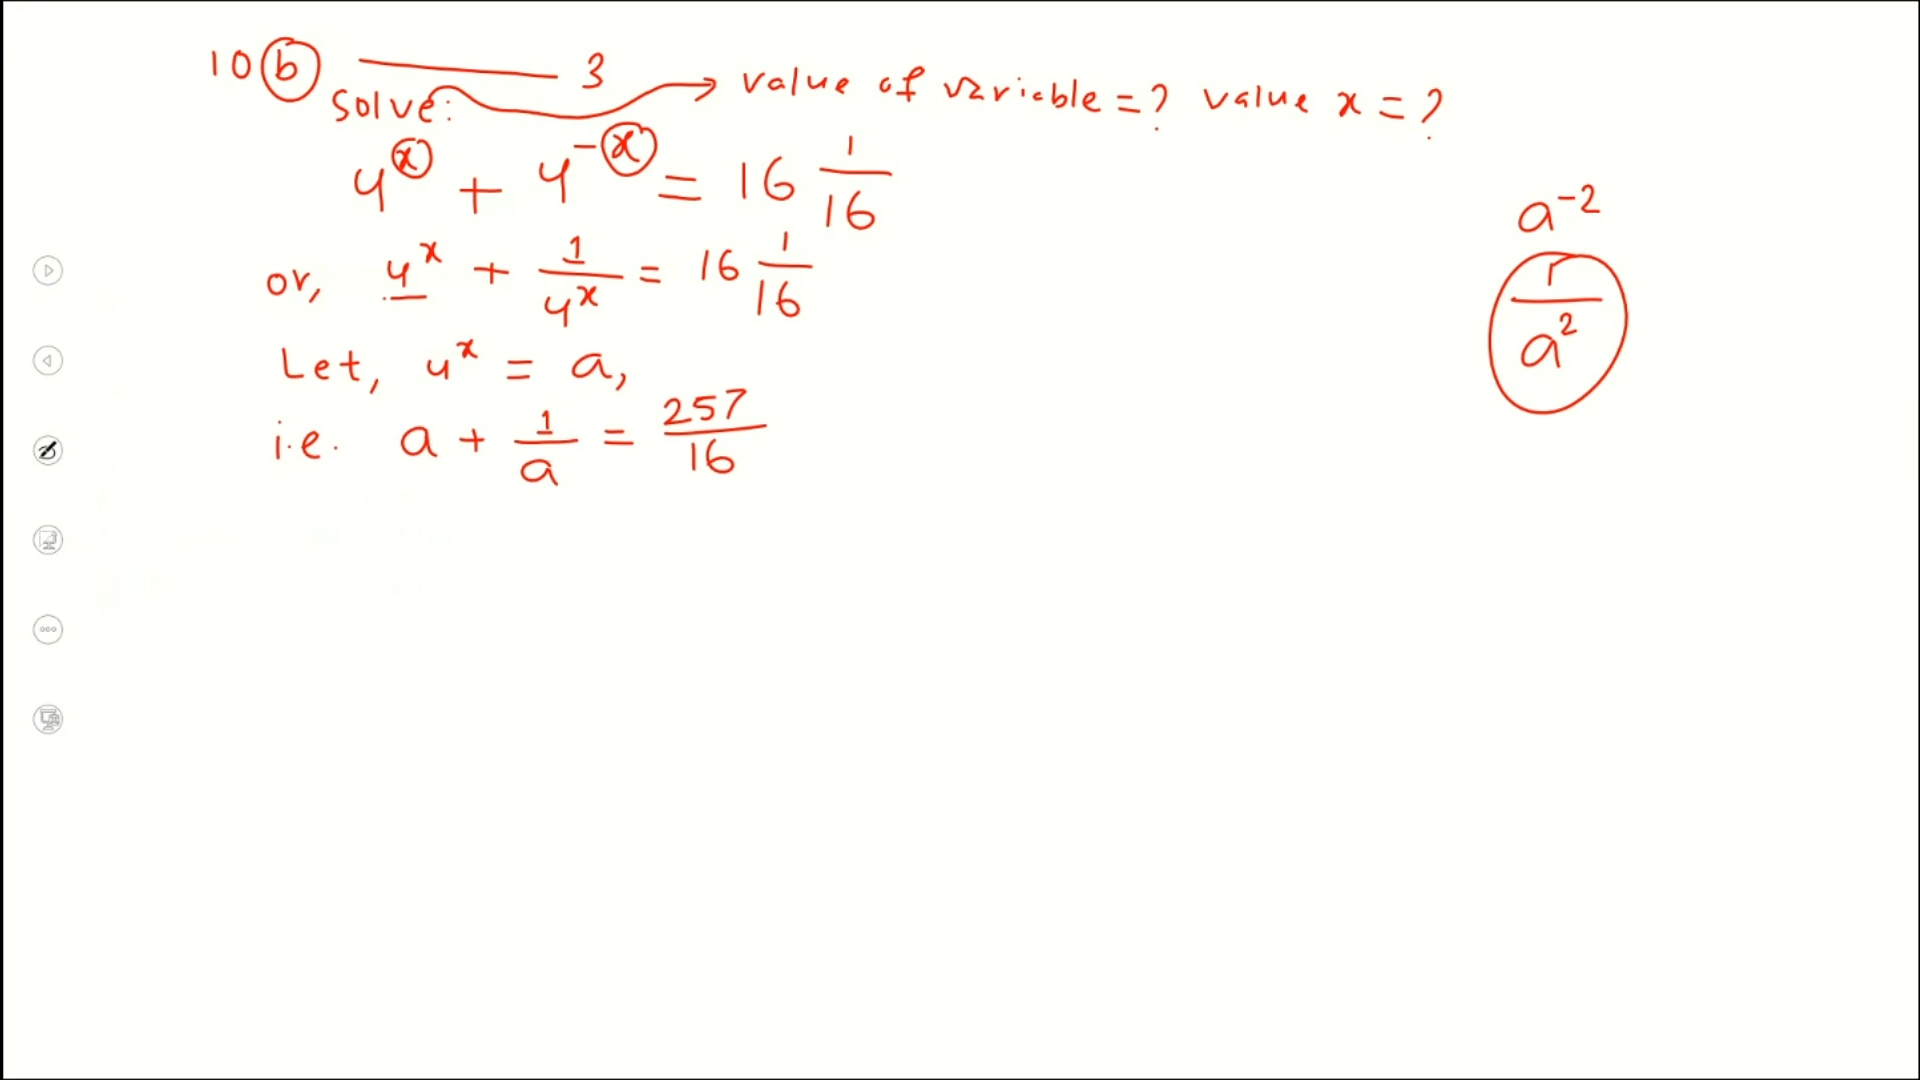 10 b ——— 3
Solve: → value of variable = ? value x = ?
4^x + 4^-x = 16 1/16
or, 4^x + 1/4^x = 16 1/16
Let, 4^x = a,
i.e. a + 1/a = 257/16
a^-2
1/a^2